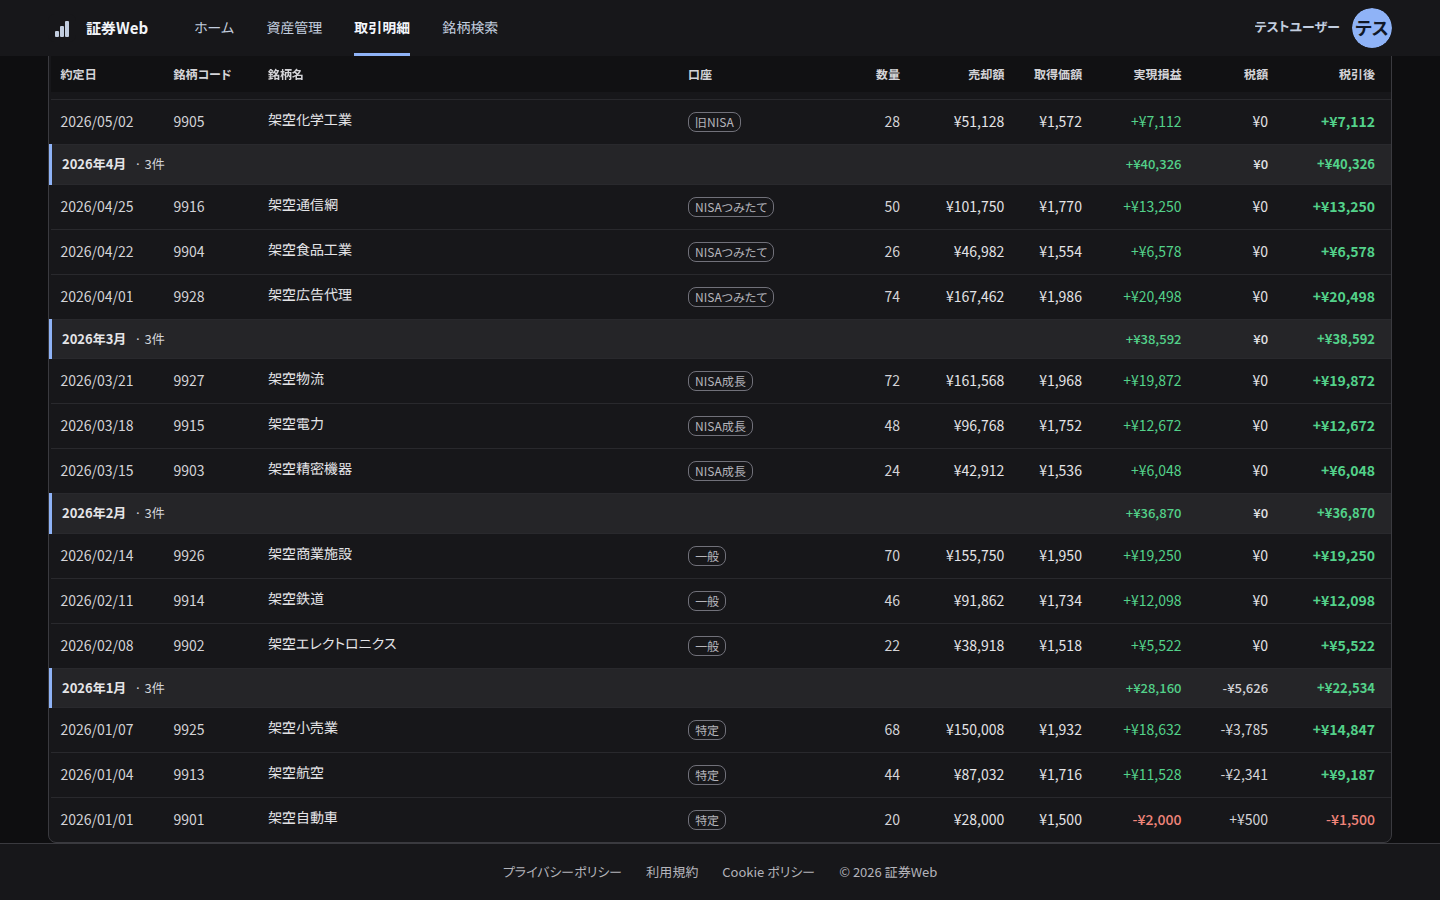 証券Web ホーム 資産管理 取引明細 銘柄検索 テストユーザー テス
約定日 銘柄コード 銘柄名 口座 数量 売却額 取得価額 実現損益 税額 税引後
2026/05/02 9905 架空化学工業 旧NISA 28 ¥51,128 ¥1,572 +¥7,112 ¥0 +¥7,112
2026年4月 · 3件 +¥40,326 ¥0 +¥40,326
2026/04/25 9916 架空通信網 NISAつみたて 50 ¥101,750 ¥1,770 +¥13,250 ¥0 +¥13,250
2026/04/22 9904 架空食品工業 NISAつみたて 26 ¥46,982 ¥1,554 +¥6,578 ¥0 +¥6,578
2026/04/01 9928 架空広告代理 NISAつみたて 74 ¥167,462 ¥1,986 +¥20,498 ¥0 +¥20,498
2026年3月 · 3件 +¥38,592 ¥0 +¥38,592
2026/03/21 9927 架空物流 NISA成長 72 ¥161,568 ¥1,968 +¥19,872 ¥0 +¥19,872
2026/03/18 9915 架空電力 NISA成長 48 ¥96,768 ¥1,752 +¥12,672 ¥0 +¥12,672
2026/03/15 9903 架空精密機器 NISA成長 24 ¥42,912 ¥1,536 +¥6,048 ¥0 +¥6,048
2026年2月 · 3件 +¥36,870 ¥0 +¥36,870
2026/02/14 9926 架空商業施設 一般 70 ¥155,750 ¥1,950 +¥19,250 ¥0 +¥19,250
2026/02/11 9914 架空鉄道 一般 46 ¥91,862 ¥1,734 +¥12,098 ¥0 +¥12,098
2026/02/08 9902 架空エレクトロニクス 一般 22 ¥38,918 ¥1,518 +¥5,522 ¥0 +¥5,522
2026年1月 · 3件 +¥28,160 -¥5,626 +¥22,534
2026/01/07 9925 架空小売業 特定 68 ¥150,008 ¥1,932 +¥18,632 -¥3,785 +¥14,847
2026/01/04 9913 架空航空 特定 44 ¥87,032 ¥1,716 +¥11,528 -¥2,341 +¥9,187
2026/01/01 9901 架空自動車 特定 20 ¥28,000 ¥1,500 -¥2,000 +¥500 -¥1,500
プライバシーポリシー 利用規約 Cookie ポリシー © 2026 証券Web